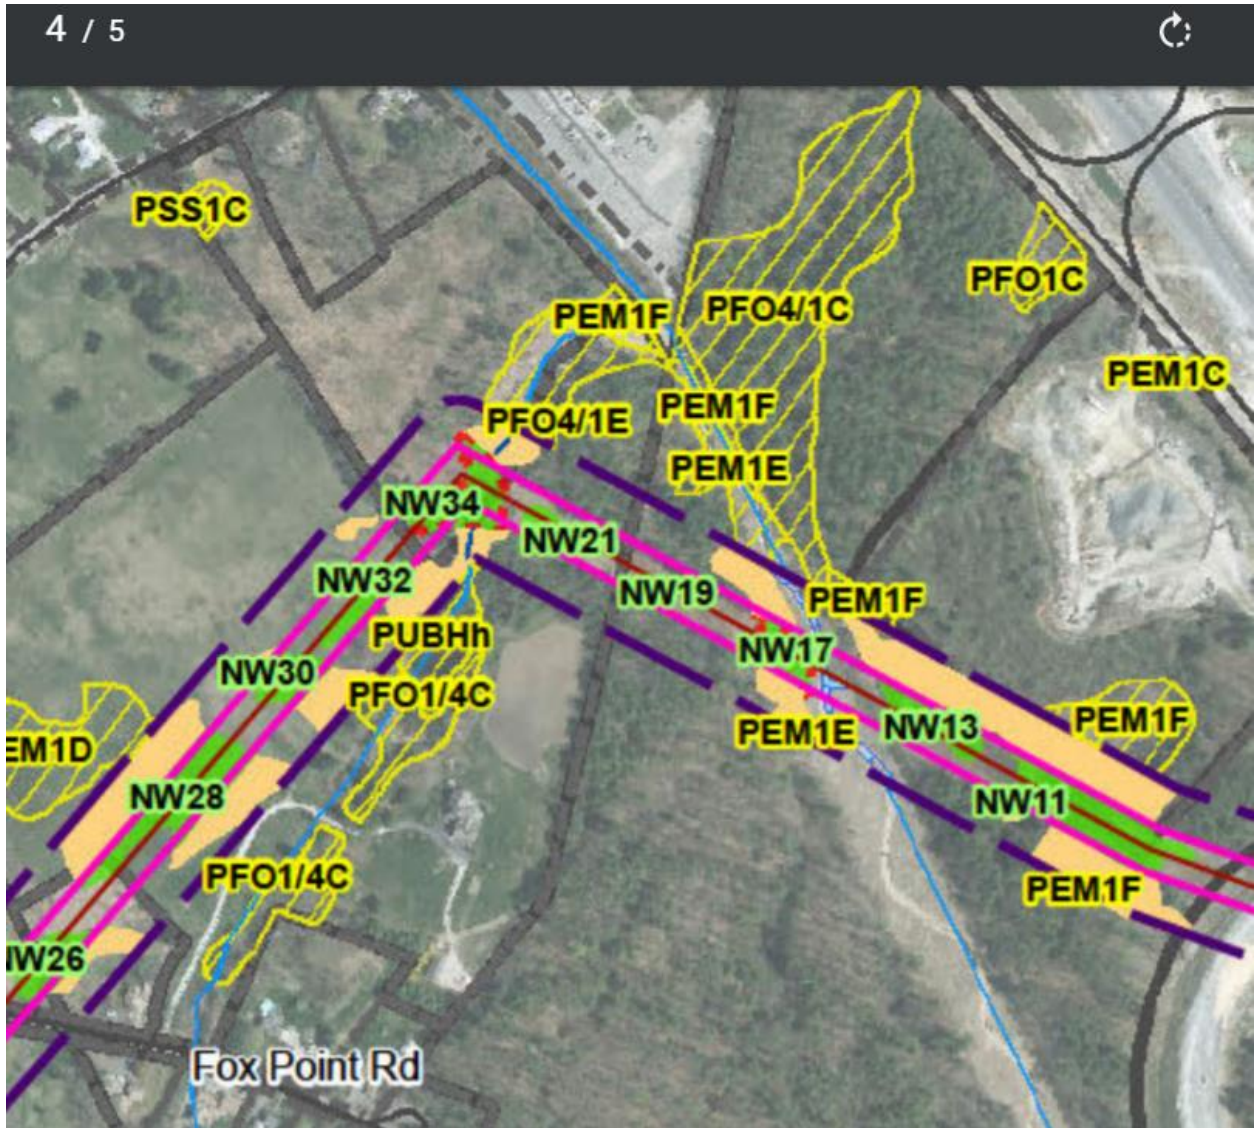 4 / 5
PSS1C
PFO1C
PEM1F
PFO4/1C
PEM1C
PEM1F
PFO4/1E
PEM1E
NW34
NW21
NW32
NW19
PEM1F
PUBHh
NW17
NW30
PFO1/4C
PEM1F
NW13
PEM1E
EM1D
NW28
NW11
PFO1/4C
PEM1F
NW26
Fox Point Rd